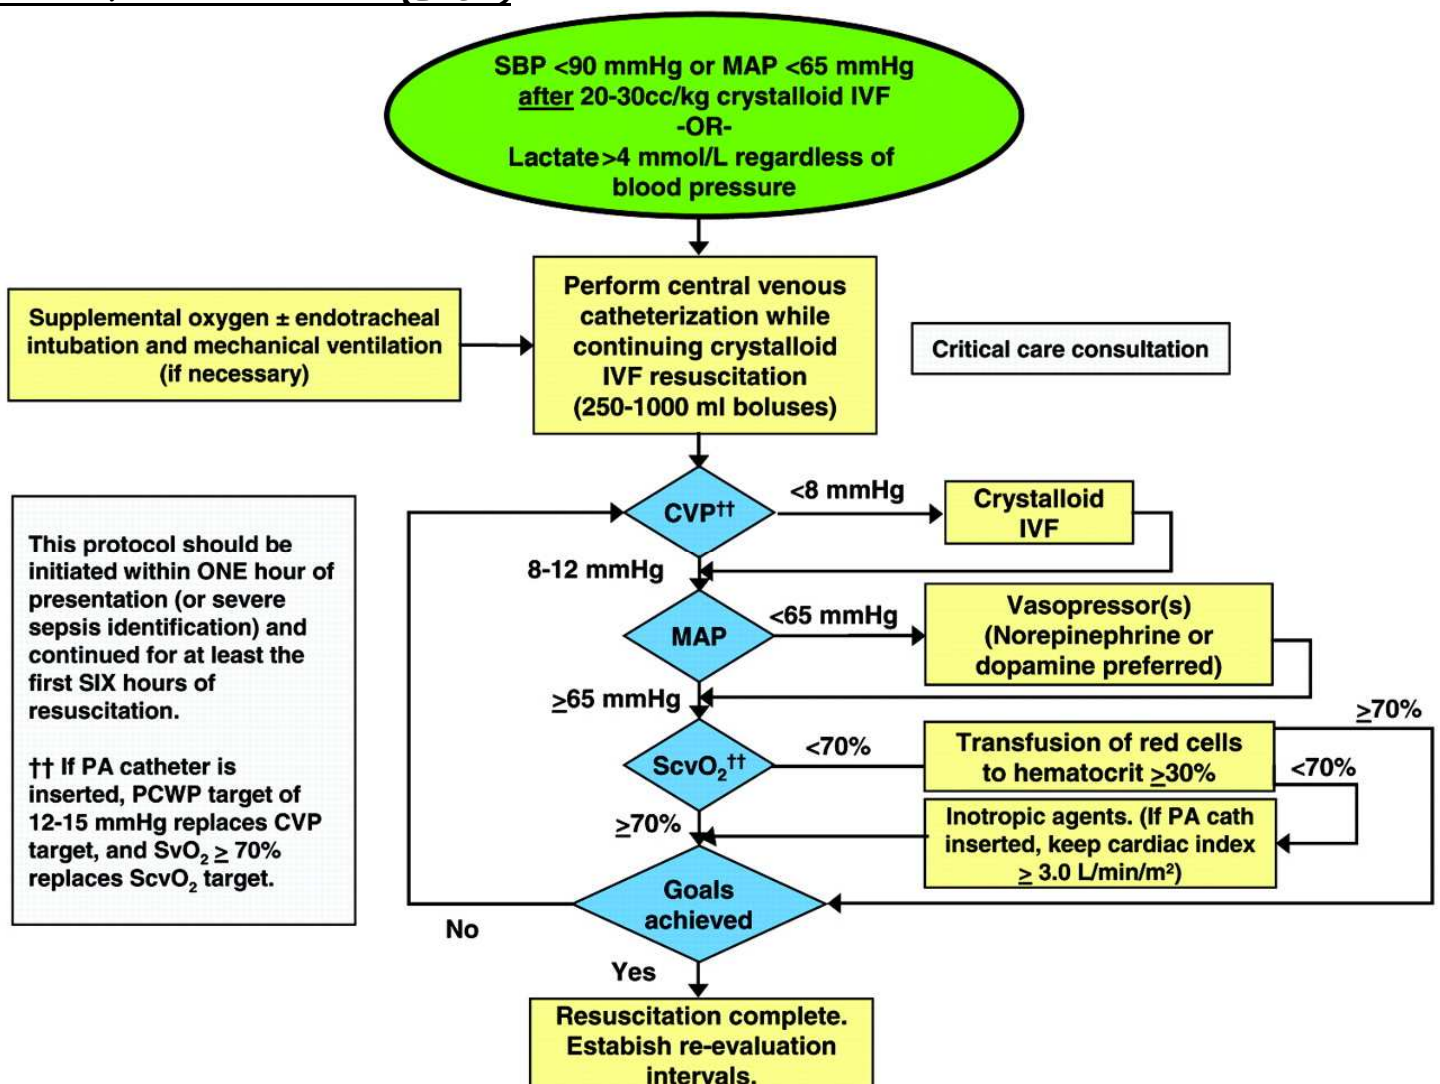 SBP <90 mmHg or MAP <65 mmHg
after 20-30cc/kg crystalloid IVF
-OR-
Lactate>4 mmol/L regardless of
blood pressure
Supplemental oxygen ± endotracheal
intubation and mechanical ventilation
(if necessary)
Perform central venous
catheterization while
continuing crystalloid
IVF resuscitation
(250-1000 ml boluses)
Critical care consultation
This protocol should be
initiated within ONE hour of
presentation (or severe
sepsis identification) and
continued for at least the
first SIX hours of
resuscitation.
†† If PA catheter is
inserted, PCWP target of
12-15 mmHg replaces CVP
target, and SvO₂ ≥ 70%
replaces ScvO₂ target.
CVP††
<8 mmHg
Crystalloid
IVF
8-12 mmHg
MAP
<65 mmHg
Vasopressor(s)
(Norepinephrine or
dopamine preferred)
≥65 mmHg
ScvO₂††
<70%
Transfusion of red cells
to hematocrit ≥30%
≥70%
<70%
Inotropic agents. (If PA cath
inserted, keep cardiac index
≥ 3.0 L/min/m²)
≥70%
Goals
achieved
No
Yes
Resuscitation complete.
Estabish re-evaluation
intervals.